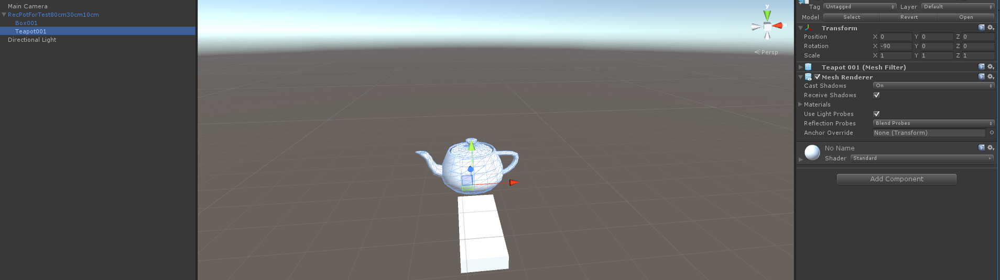 Main Camera
RecPotForTest80cm30cm10cm
Box001
Teapot001
Directional Light
y
x
Persp
Tag Untagged Layer Default
Model Select Revert Open
Transform
Position X 0 Y 0 Z 0
Rotation X -90 Y 0 Z 0
Scale X 1 Y 1 Z 1
Teapot 001 (Mesh Filter)
Mesh Renderer
Cast Shadows On
Receive Shadows
Materials
Use Light Probes
Reflection Probes Blend Probes
Anchor Override None (Transform)
No Name
Shader Standard
Add Component